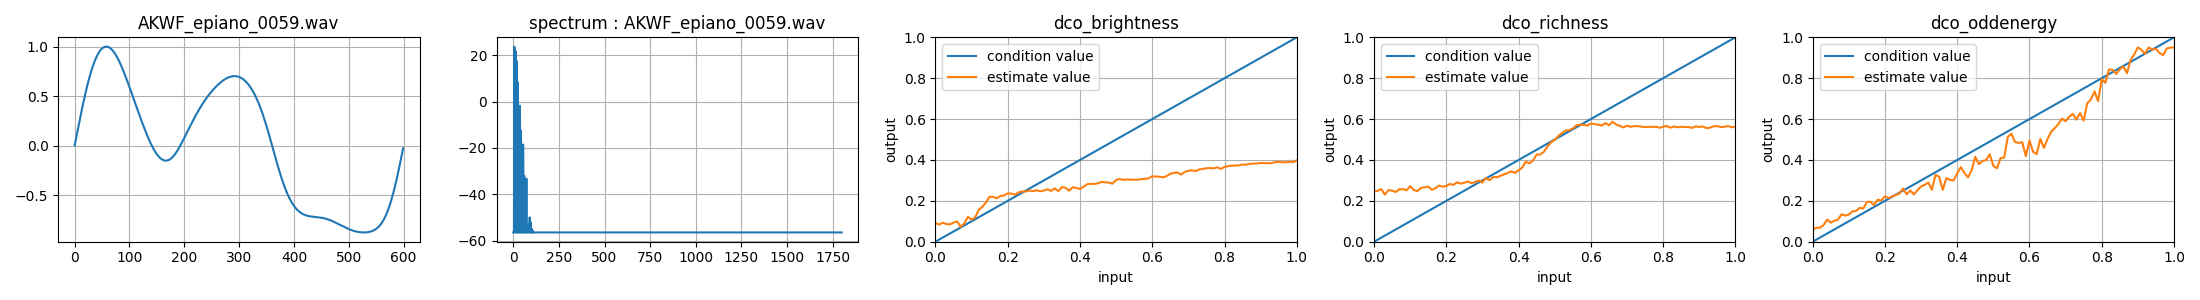 AKWF_epiano_0059.wav
1.0
0.5
0.0
−0.5
0 100 200 300 400 500 600
spectrum : AKWF_epiano_0059.wav
20
0
−20
−40
−60
0 250 500 750 1000 1250 1500 1750
dco_brightness
condition value
estimate value
output
1.0
0.8
0.6
0.4
0.2
0.0
0.0 0.2 0.4 0.6 0.8 1.0
input
dco_richness
condition value
estimate value
output
1.0
0.8
0.6
0.4
0.2
0.0
0.0 0.2 0.4 0.6 0.8 1.0
input
dco_oddenergy
condition value
estimate value
output
1.0
0.8
0.6
0.4
0.2
0.0
0.0 0.2 0.4 0.6 0.8 1.0
input